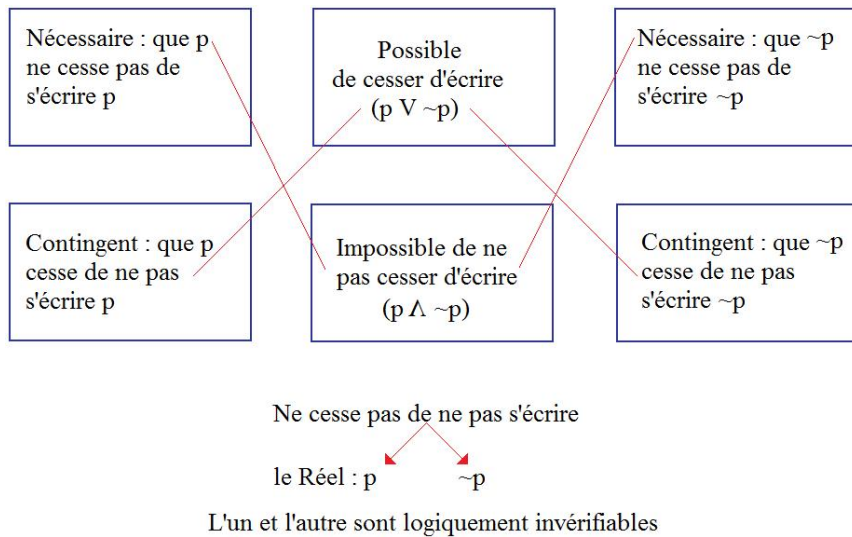 Nécessaire : que p
ne cesse pas de
s'écrire p
Possible
de cesser d'écrire
(p V ~p)
Nécessaire : que ~p
ne cesse pas de
s'écrire ~p
Contingent : que p
cesse de ne pas
s'écrire p
Impossible de ne
pas cesser d'écrire
(p Λ ~p)
Contingent : que ~p
cesse de ne pas
s'écrire ~p
Ne cesse pas de ne pas s'écrire
le Réel : p ~p
L'un et l'autre sont logiquement invérifiables